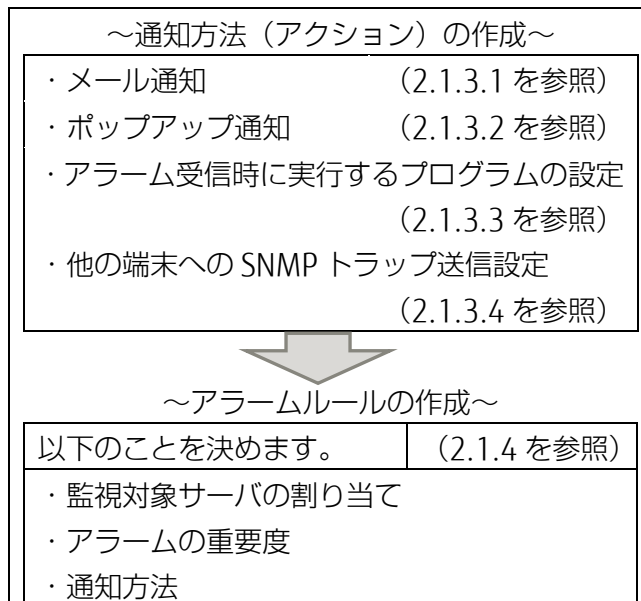 ～通知方法（アクション）の作成～
・メール通知 （2.1.3.1 を参照）
・ポップアップ通知 （2.1.3.2 を参照）
・アラーム受信時に実行するプログラムの設定
（2.1.3.3 を参照）
・他の端末への SNMP トラップ送信設定
（2.1.3.4 を参照）
～アラームルールの作成～
以下のことを決めます。 （2.1.4 を参照）
・監視対象サーバの割り当て
・アラームの重要度
・通知方法